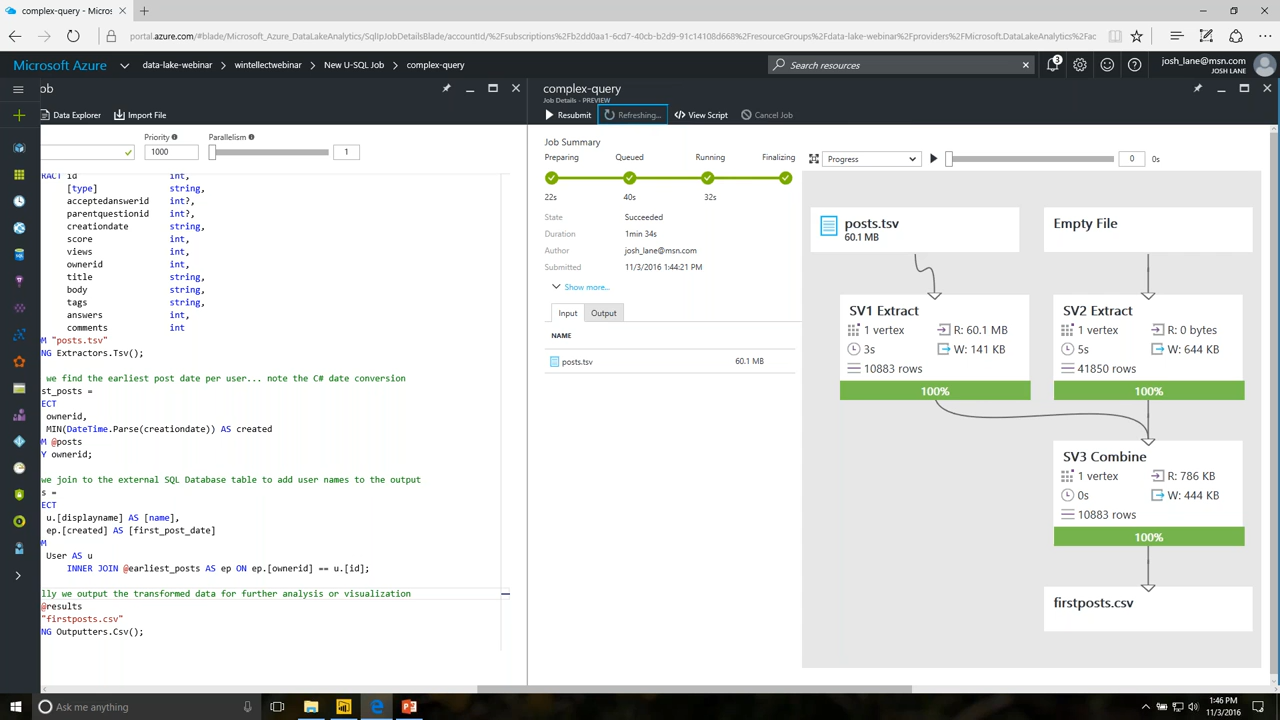 complex-query - Micros
portal.azure.com/#blade/Microsoft_Azure_DataLakeAnalytics/SqlIpJobDetailsBlade/accountId/%2Fsubscriptions%2Fb2dd0aa1-6cd7-40cb-b2d9-91c14108d668%2FresourceGroups%2Fdata-lake-webinar%2Fproviders%2FMicrosoft.DataLakeAnalytics%2Fac
Microsoft Azure data-lake-webinar wintellectwebinar New U-SQL Job complex-query
Search resources
3
josh_lane@msn.com
JOSH LANE
ob
Data Explorer Import File
Priority Parallelism
1000 1
RACT id int,
[type] string,
acceptedanswerid int?,
parentquestionid int?,
creationdate string,
score int,
views int,
ownerid int,
title string,
body string,
tags string,
answers int,
comments int
M "posts.tsv"
NG Extractors.Tsv();
we find the earliest post date per user... note the C# date conversion
st_posts =
ECT
ownerid,
MIN(DateTime.Parse(creationdate)) AS created
M @posts
Y ownerid;
we join to the external SQL Database table to add user names to the output
s =
ECT
u.[displayname] AS [name],
ep.[created] AS [first_post_date]
M
User AS u
INNER JOIN @earliest_posts AS ep ON ep.[ownerid] == u.[id];
lly we output the transformed data for further analysis or visualization
@results
"firstposts.csv"
NG Outputters.Csv();
complex-query
Job Details - PREVIEW
Resubmit Refreshing... View Script Cancel Job
Job Summary
Preparing Queued Running Finalizing
22s 40s 32s
State Succeeded
Duration 1min 34s
Author josh_lane@msn.com
Submitted 11/3/2016 1:44:21 PM
Show more...
Input Output
NAME
posts.tsv 60.1 MB
Progress 0 0s
posts.tsv
60.1 MB
Empty File
SV1 Extract
1 vertex R: 60.1 MB
3s W: 141 KB
10883 rows
100%
SV2 Extract
1 vertex R: 0 bytes
5s W: 644 KB
41850 rows
100%
SV3 Combine
1 vertex R: 786 KB
0s W: 444 KB
10883 rows
100%
firstposts.csv
Ask me anything
1:46 PM
11/3/2016